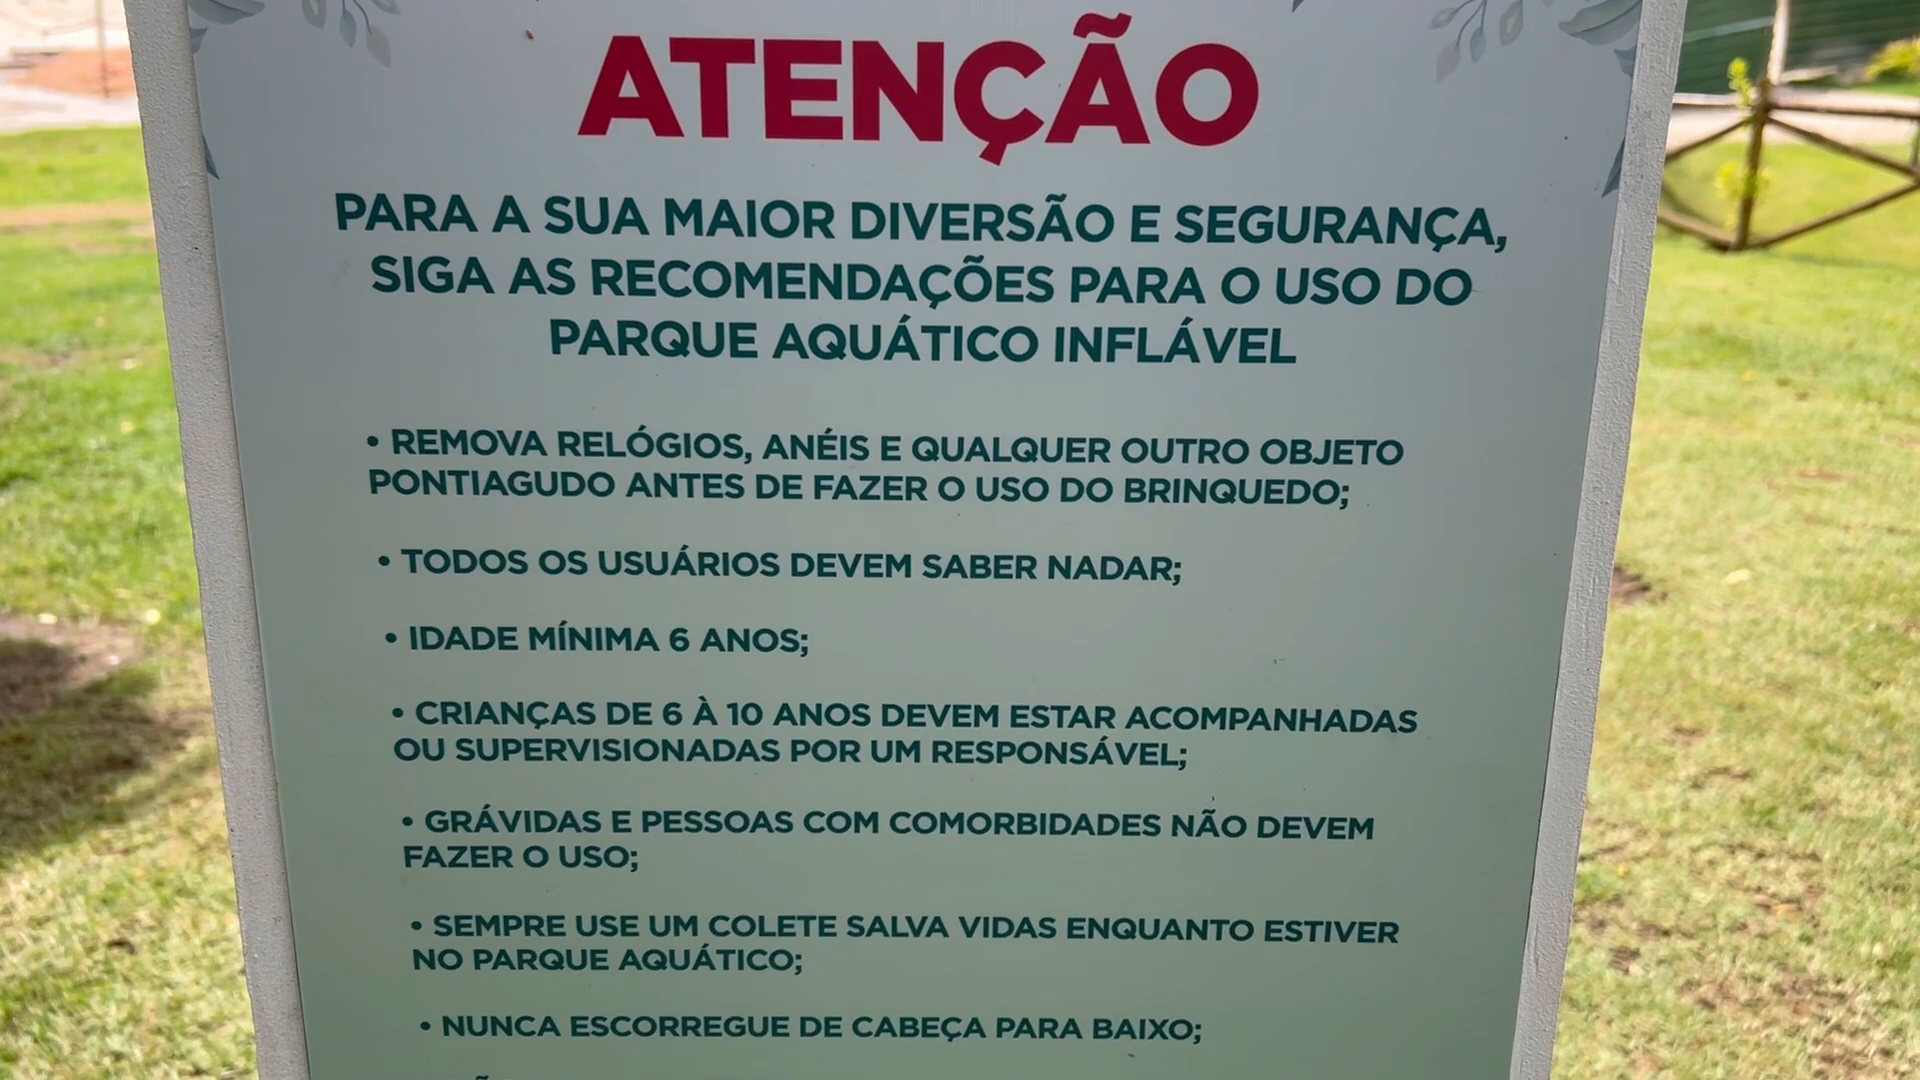 ATENÇÃO
PARA A SUA MAIOR DIVERSÃO E SEGURANÇA,
SIGA AS RECOMENDAÇÕES PARA O USO DO
PARQUE AQUÁTICO INFLÁVEL
• REMOVA RELÓGIOS, ANÉIS E QUALQUER OUTRO OBJETO
PONTIAGUDO ANTES DE FAZER O USO DO BRINQUEDO;
• TODOS OS USUÁRIOS DEVEM SABER NADAR;
• IDADE MÍNIMA 6 ANOS;
• CRIANÇAS DE 6 À 10 ANOS DEVEM ESTAR ACOMPANHADAS
OU SUPERVISIONADAS POR UM RESPONSÁVEL;
• GRÁVIDAS E PESSOAS COM COMORBIDADES NÃO DEVEM
FAZER O USO;
• SEMPRE USE UM COLETE SALVA VIDAS ENQUANTO ESTIVER
NO PARQUE AQUÁTICO;
• NUNCA ESCORREGUE DE CABEÇA PARA BAIXO;